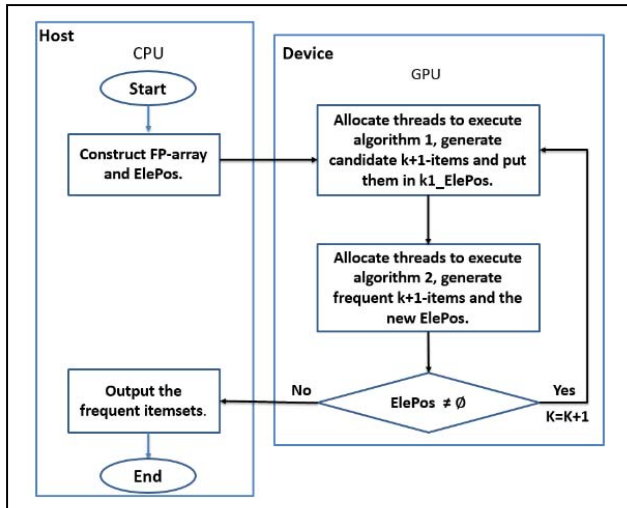 Host
CPU
Start
Construct FP-array
and ElePos.
Device
GPU
Allocate threads to execute
algorithm 1, generate
candidate k+1-items and put
them in k1_ElePos.
Allocate threads to execute
algorithm 2, generate
frequent k+1-items and the
new ElePos.
ElePos ≠ Ø
Yes
K=K+1
No
Output the
frequent itemsets.
End